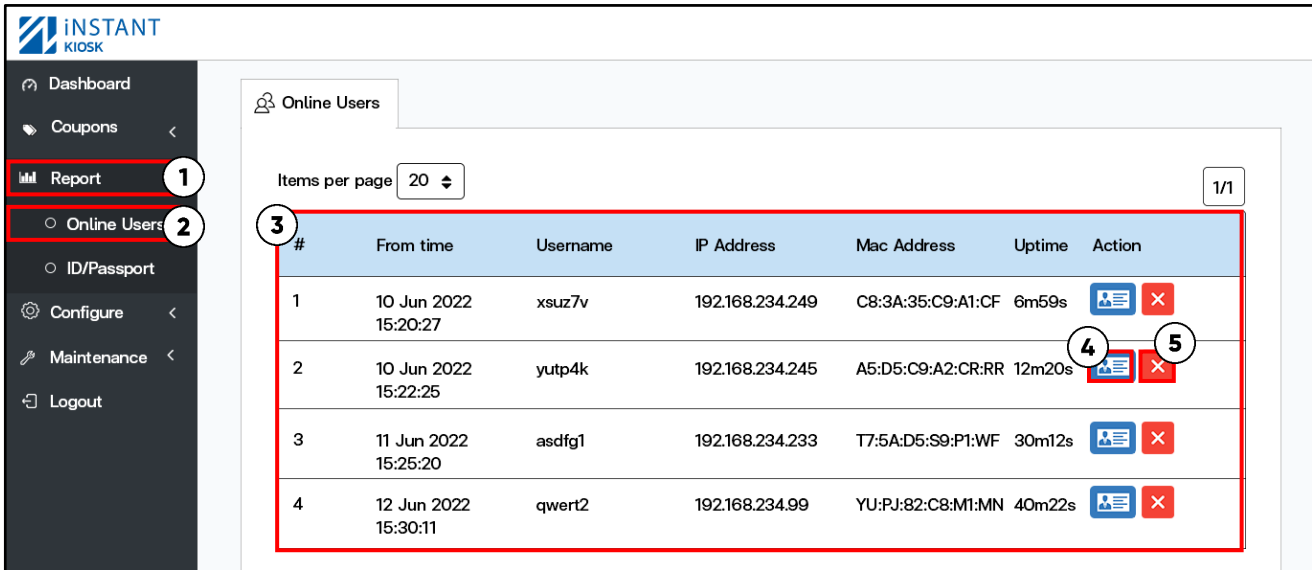 iNSTANT
KIOSK
Dashboard
Coupons
Report 1
Online Users 2
ID/Passport
Configure
Maintenance
Logout
Online Users
Items per page 20
1/1
3
# From time Username IP Address Mac Address Uptime Action
1 10 Jun 2022 xsuz7v 192.168.234.249 C8:3A:35:C9:A1:CF 6m59s
15:20:27
4 5
2 10 Jun 2022 yutp4k 192.168.234.245 A5:D5:C9:A2:CR:RR 12m20s
15:22:25
3 11 Jun 2022 asdfg1 192.168.234.233 T7:5A:D5:S9:P1:WF 30m12s
15:25:20
4 12 Jun 2022 qwert2 192.168.234.99 YU:PJ:82:C8:M1:MN 40m22s
15:30:11